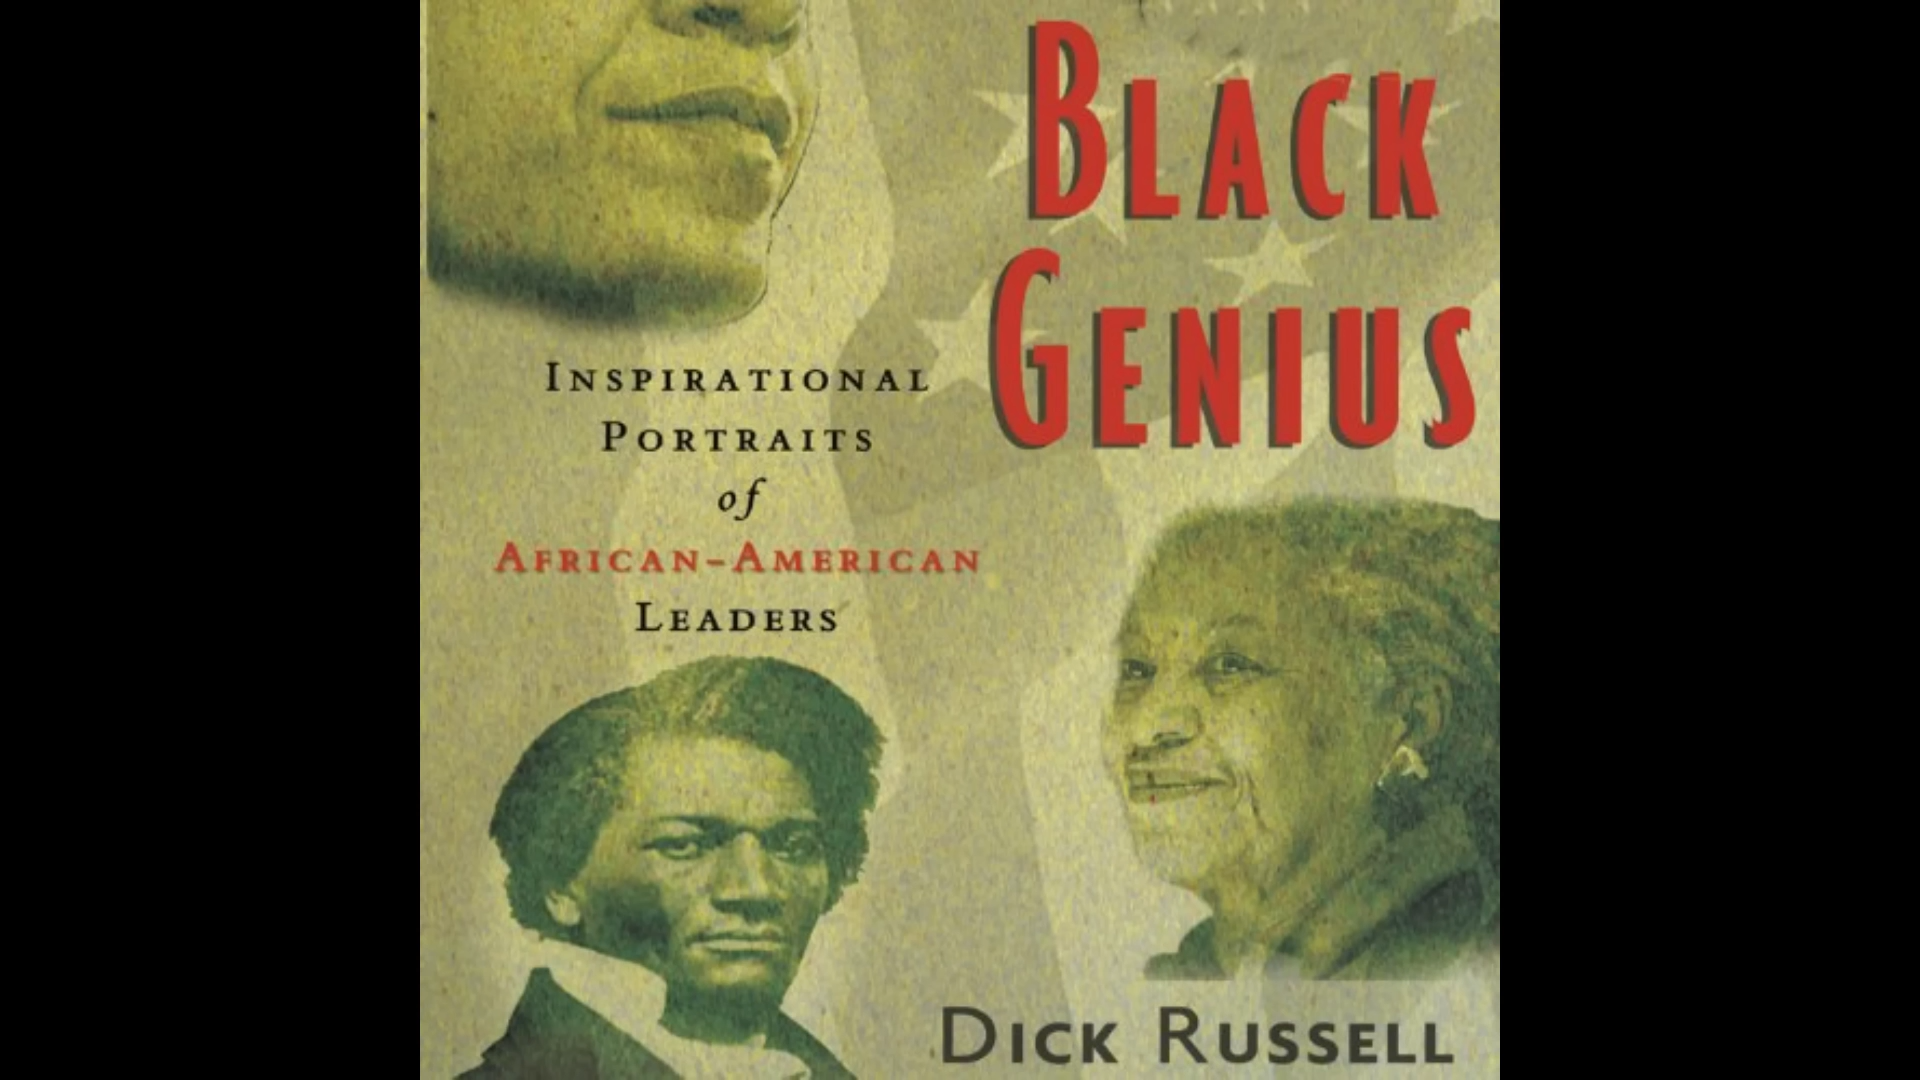 BLACK
GENIUS
INSPIRATIONAL
PORTRAITS
of
AFRICAN-AMERICAN
LEADERS
DICK RUSSELL